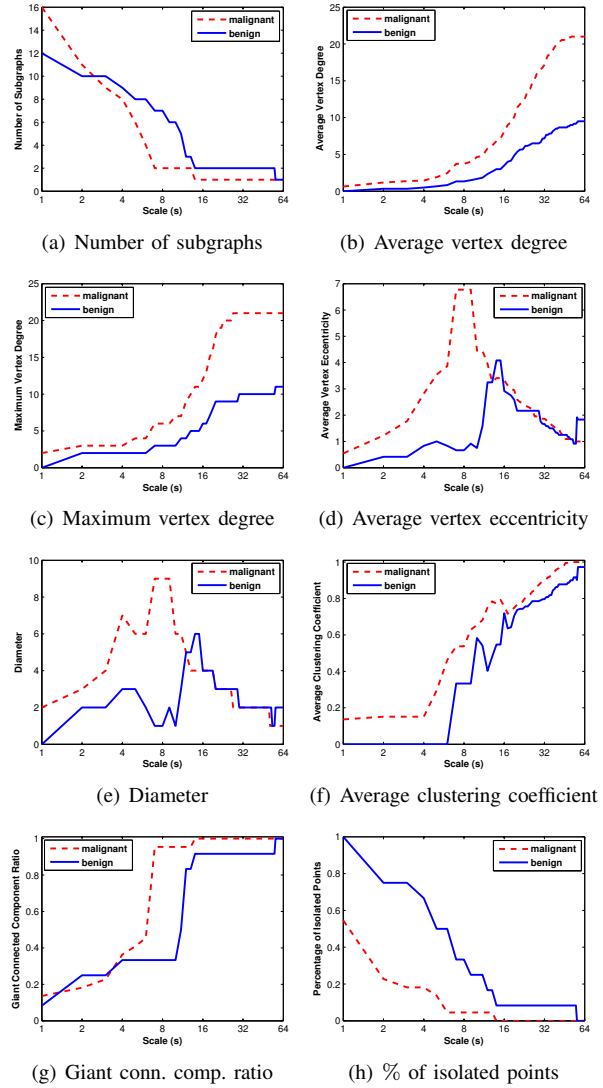 16
14
12
10
8
6
4
2
0
Number of Subgraphs
malignant
benign
1 2 4 8 16 32 64
Scale (s)
(a) Number of subgraphs
25
20
15
10
5
0
Average Vertex Degree
malignant
benign
1 2 4 8 16 32 64
Scale (s)
(b) Average vertex degree
25
20
15
10
5
0
Maximum Vertex Degree
malignant
benign
1 2 4 8 16 32 64
Scale (s)
(c) Maximum vertex degree
7
6
5
4
3
2
1
0
Average Vertex Eccentricity
malignant
benign
1 2 4 8 16 32 64
Scale (s)
(d) Average vertex eccentricity
10
8
6
4
2
0
Diameter
malignant
benign
1 2 4 8 16 32 64
Scale (s)
(e) Diameter
1
0.8
0.6
0.4
0.2
0
Average Clustering Coefficient
malignant
benign
1 2 4 8 16 32 64
Scale (s)
(f) Average clustering coefficient
1
0.8
0.6
0.4
0.2
0
Giant Connected Component Ratio
malignant
benign
1 2 4 8 16 32 64
Scale (s)
(g) Giant conn. comp. ratio
1
0.8
0.6
0.4
0.2
0
Percentage of Isolated Points
malignant
benign
1 2 4 8 16 32 64
Scale (s)
(h) % of isolated points